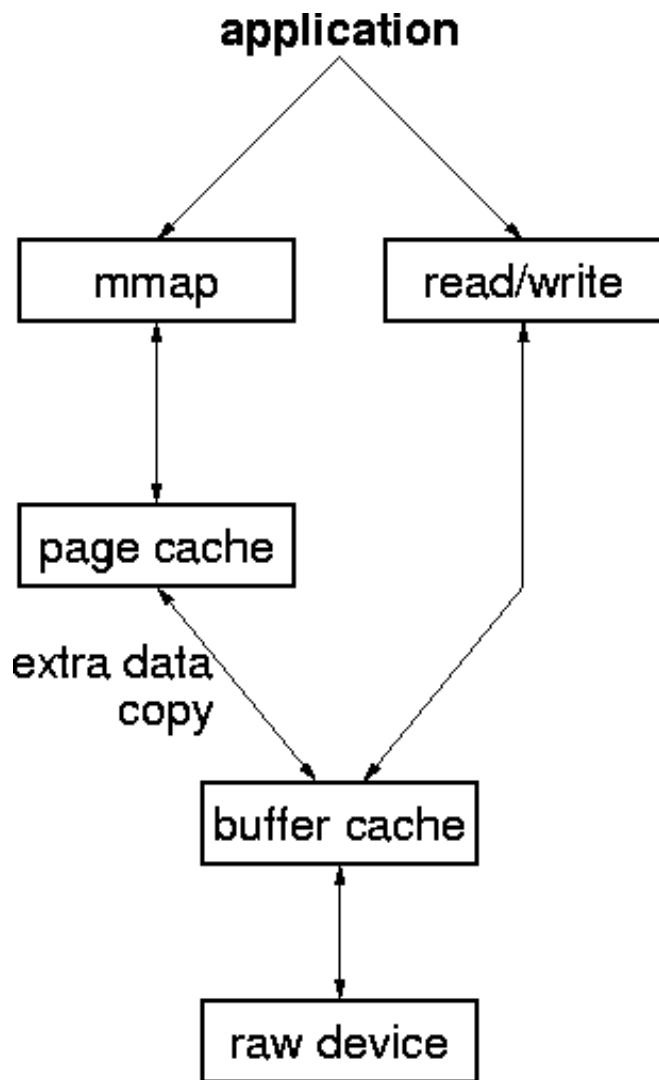 application
mmap
read/write
page cache
extra data
copy
buffer cache
raw device